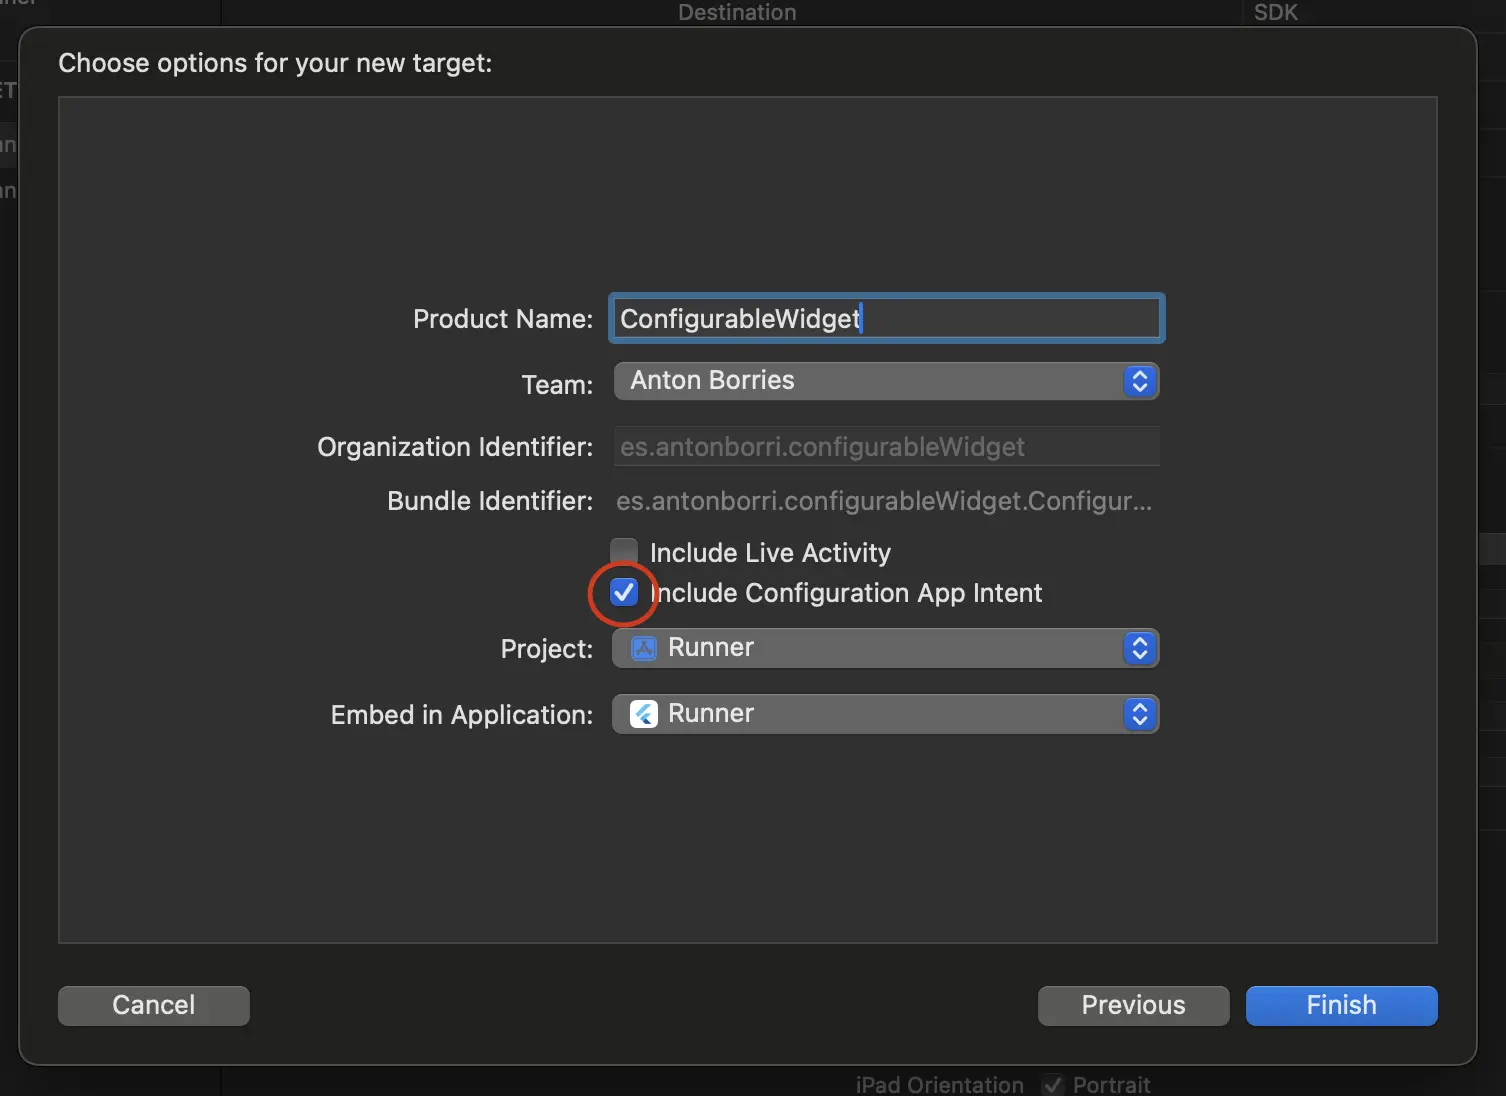 Destination
SDK
Choose options for your new target:
Product Name: ConfigurableWidget
Team: Anton Borries
Organization Identifier: es.antonborri.configurableWidget
Bundle Identifier: es.antonborri.configurableWidget.Configur...
Include Live Activity
Include Configuration App Intent
Project: Runner
Embed in Application: Runner
Cancel
Previous
Finish
iPad Orientation
Portrait